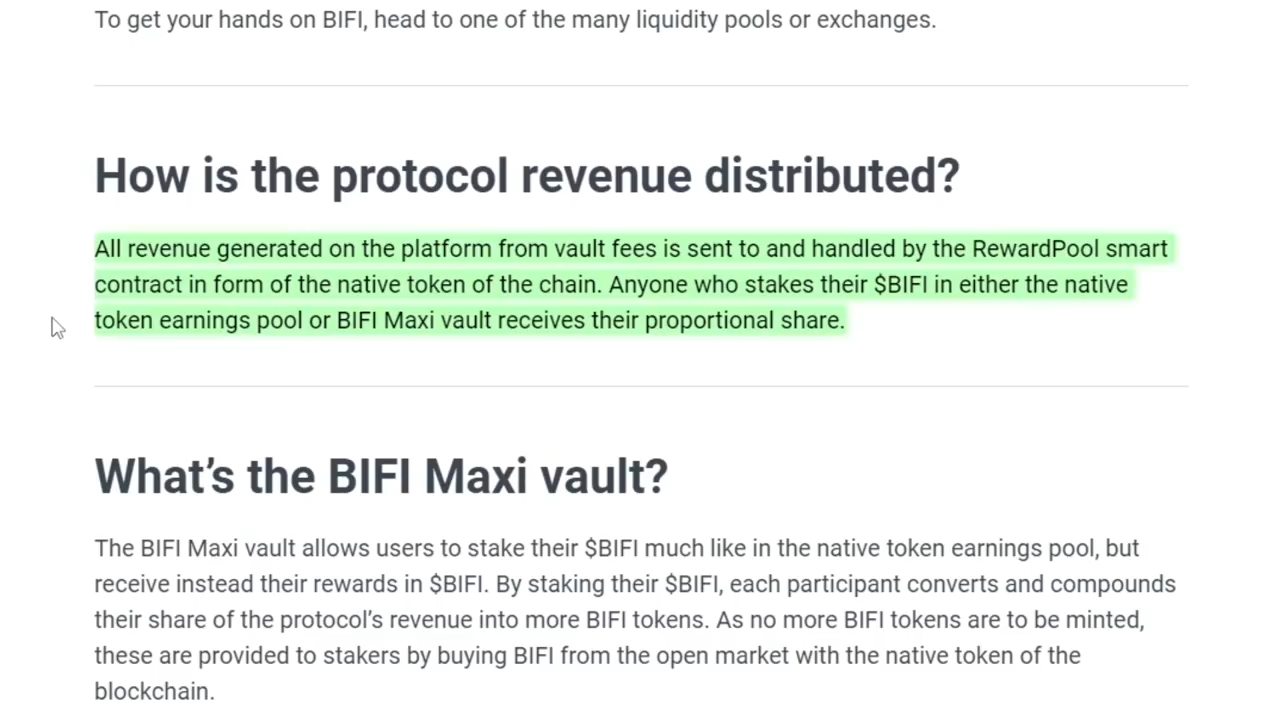 To get your hands on BIFI, head to one of the many liquidity pools or exchanges.
How is the protocol revenue distributed?
All revenue generated on the platform from vault fees is sent to and handled by the RewardPool smart
contract in form of the native token of the chain. Anyone who stakes their $BIFI in either the native
token earnings pool or BIFI Maxi vault receives their proportional share.
What’s the BIFI Maxi vault?
The BIFI Maxi vault allows users to stake their $BIFI much like in the native token earnings pool, but
receive instead their rewards in $BIFI. By staking their $BIFI, each participant converts and compounds
their share of the protocol’s revenue into more BIFI tokens. As no more BIFI tokens are to be minted,
these are provided to stakers by buying BIFI from the open market with the native token of the
blockchain.